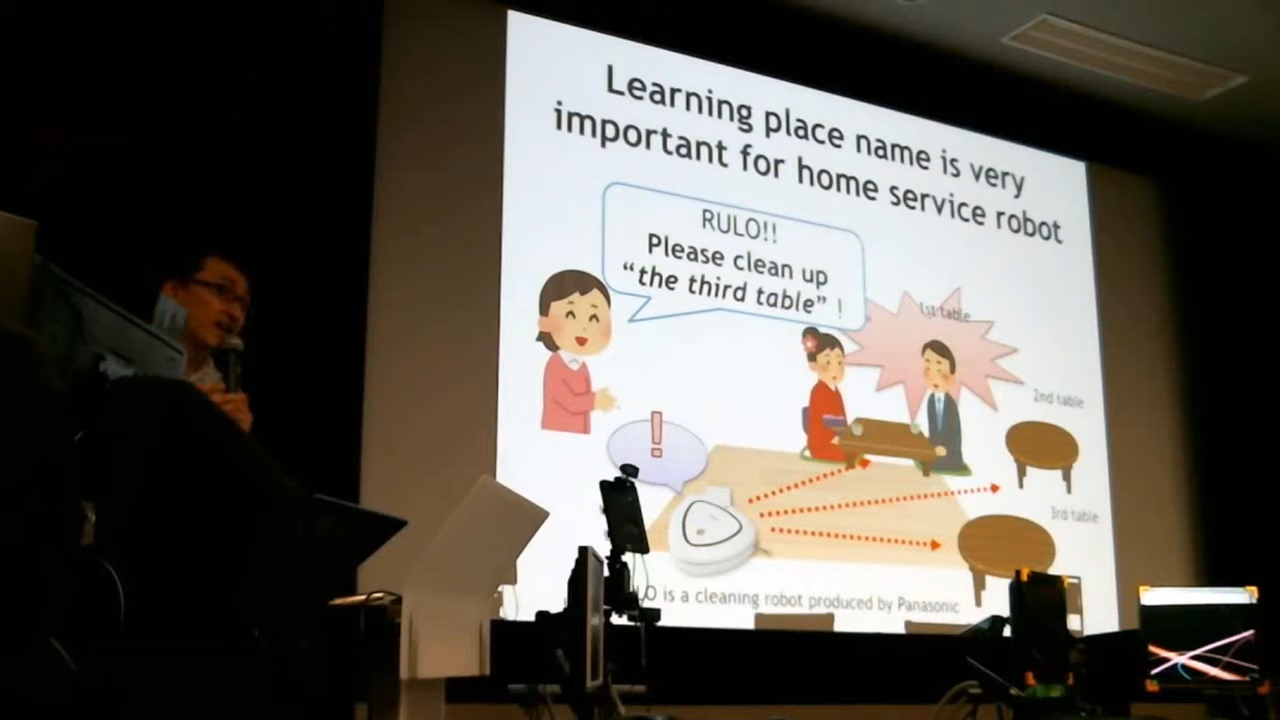 Learning place name is very
important for home service robot
RULO!!
Please clean up
“the third table” !
1st table
2nd table
!
3rd table
LO is a cleaning robot produced by Panasonic